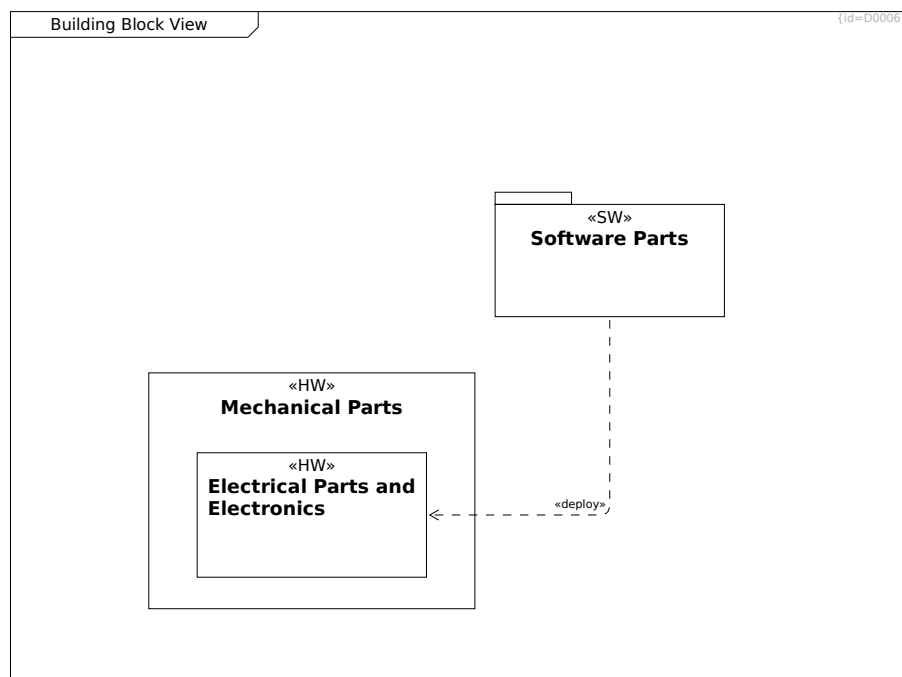 Building Block View
{id=D0006
«SW»
Software Parts
«HW»
Mechanical Parts
«HW»
Electrical Parts and
Electronics
«deploy»